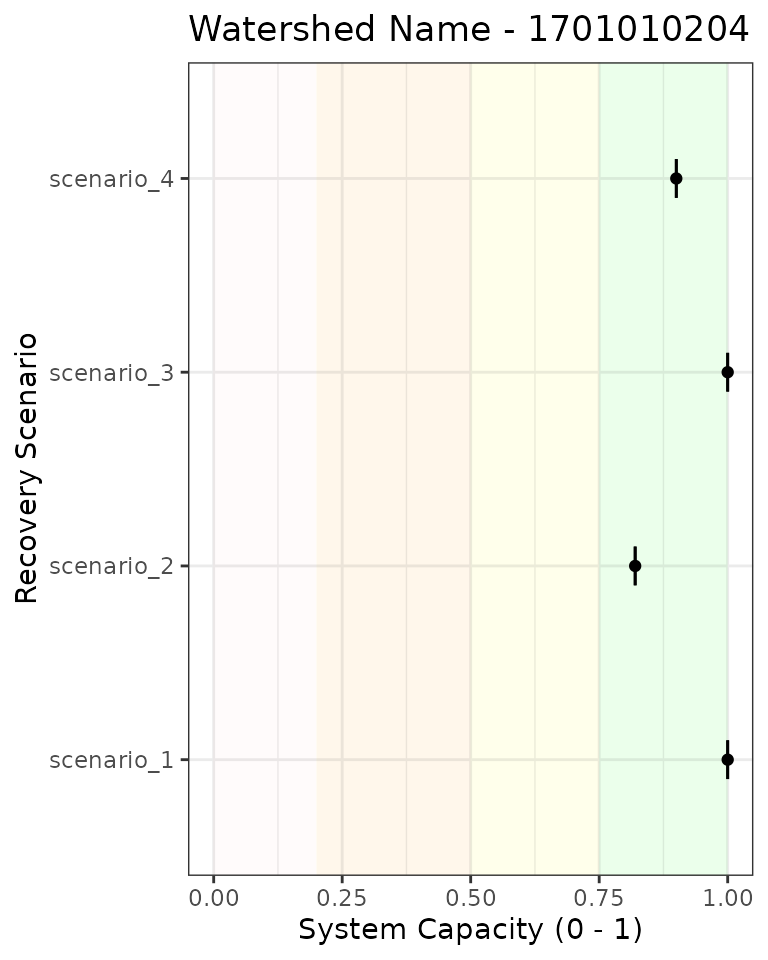 Watershed Name - 1701010204
Recovery Scenario
scenario_4
scenario_3
scenario_2
scenario_1
0.00 0.25 0.50 0.75 1.00
System Capacity (0 - 1)